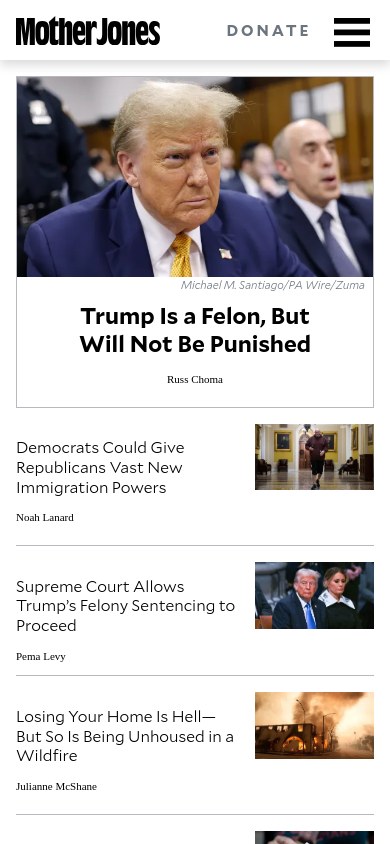 Mother Jones
DONATE
Michael M. Santiago/PA Wire/Zuma
Trump Is a Felon, But
Will Not Be Punished
Russ Choma
Democrats Could Give
Republicans Vast New
Immigration Powers
Noah Lanard
Supreme Court Allows
Trump’s Felony Sentencing to
Proceed
Pema Levy
Losing Your Home Is Hell—
But So Is Being Unhoused in a
Wildfire
Julianne McShane